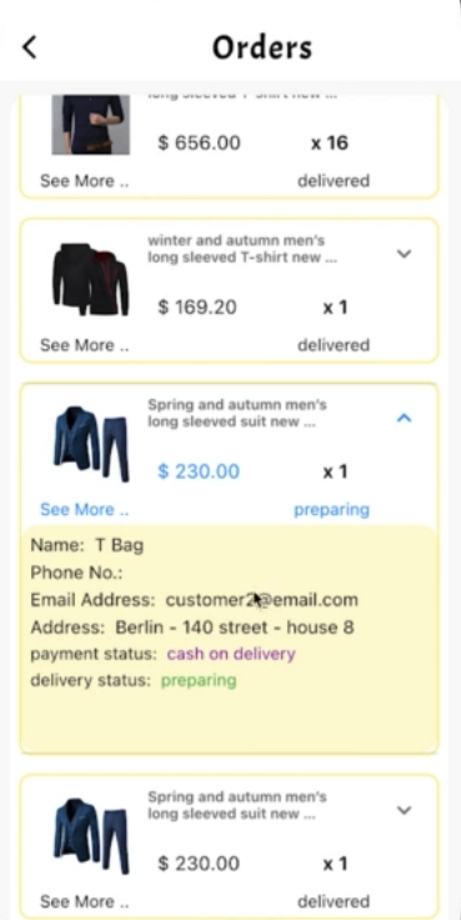 Orders
long sleeved T-shirt new ...
$ 656.00
x 16
See More ..
delivered
winter and autumn men's
long sleeved T-shirt new ...
$ 169.20
x 1
See More ..
delivered
Spring and autumn men's
long sleeved suit new ...
$ 230.00
x 1
See More ..
preparing
Name: T Bag
Phone No.:
Email Address: customer2@email.com
Address: Berlin - 140 street - house 8
payment status: cash on delivery
delivery status: preparing
Spring and autumn men's
long sleeved suit new ...
$ 230.00
x 1
See More ..
delivered